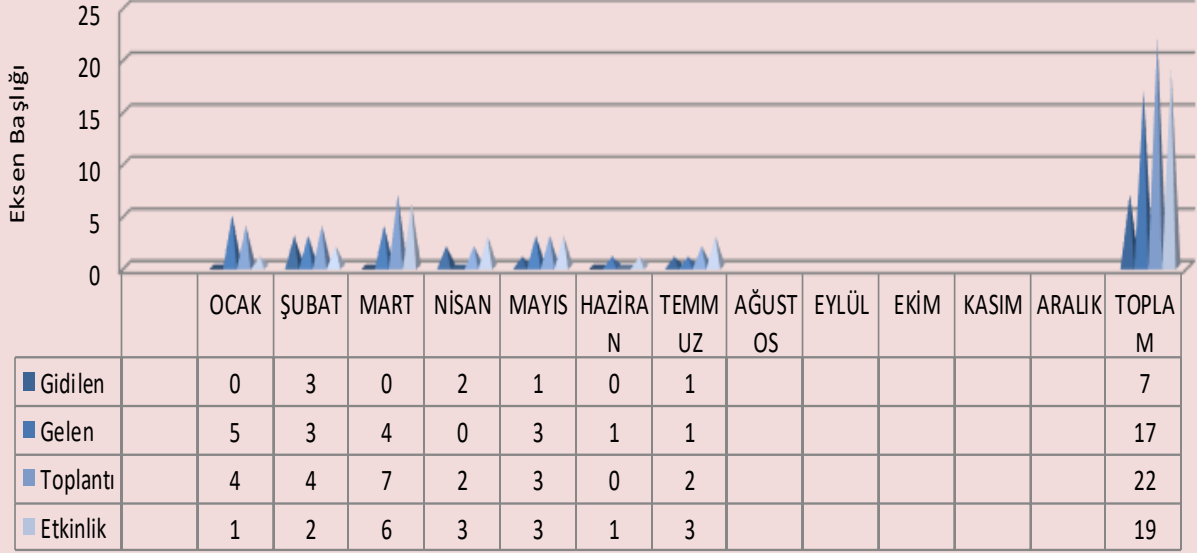 25
20
15
10
5
0
Eksen Başlığı
OCAK ŞUBAT MART NİSAN MAYIS HAZİRA TEMM AĞUST EYLÜL EKİM KASIM ARALIK TOPLA
N UZ OS M
Gidilen 0 3 0 2 1 0 1 7
Gelen 5 3 4 0 3 1 1 17
Toplantı 4 4 7 2 3 0 2 22
Etkinlik 1 2 6 3 3 1 3 19